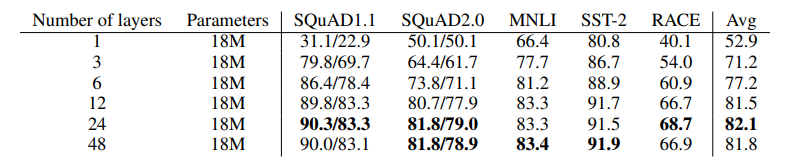 Number of layers Parameters SQuAD1.1 SQuAD2.0 MNLI SST-2 RACE Avg
1 18M 31.1/22.9 50.1/50.1 66.4 80.8 40.1 52.9
3 18M 79.8/69.7 64.4/61.7 77.7 86.7 54.0 71.2
6 18M 86.4/78.4 73.8/71.1 81.2 88.9 60.9 77.2
12 18M 89.8/83.3 80.7/77.9 83.3 91.7 66.7 81.5
24 18M 90.3/83.3 81.8/79.0 83.3 91.5 68.7 82.1
48 18M 90.0/83.1 81.8/78.9 83.4 91.9 66.9 81.8